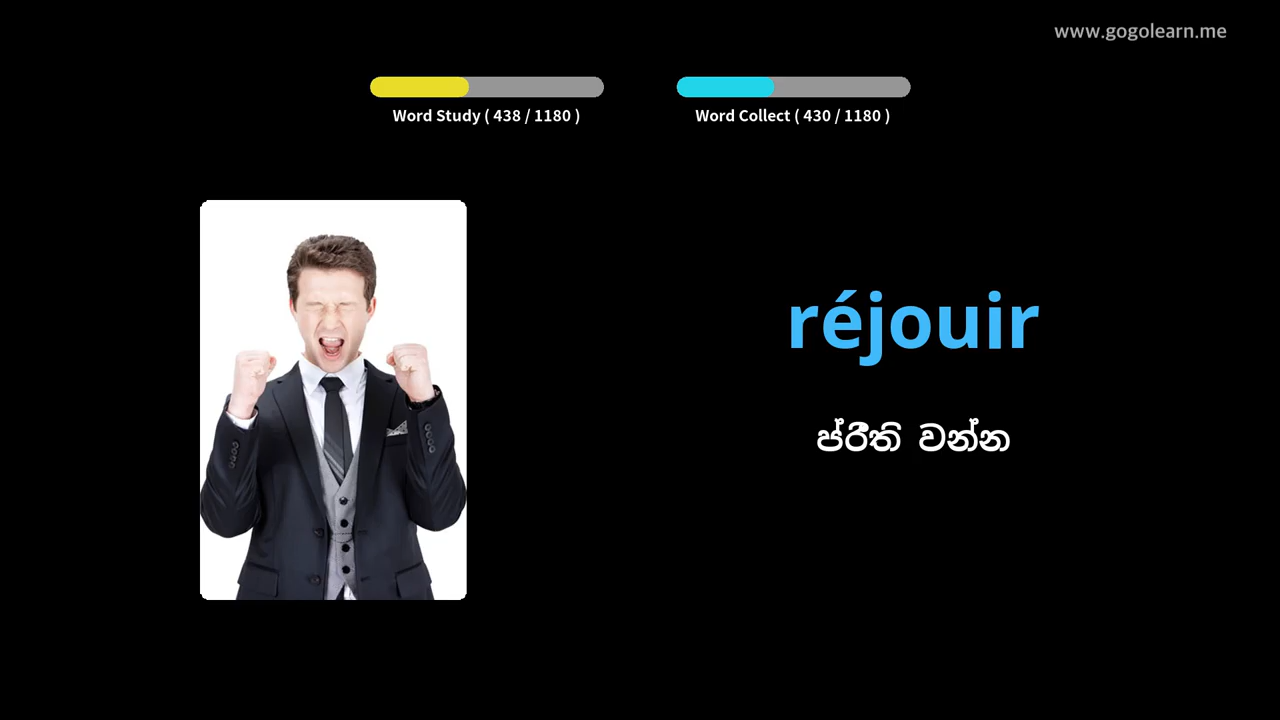 www.gogolearn.me
Word Study ( 438 / 1180 )
Word Collect ( 430 / 1180 )
réjouir
ප්රීති වන්න